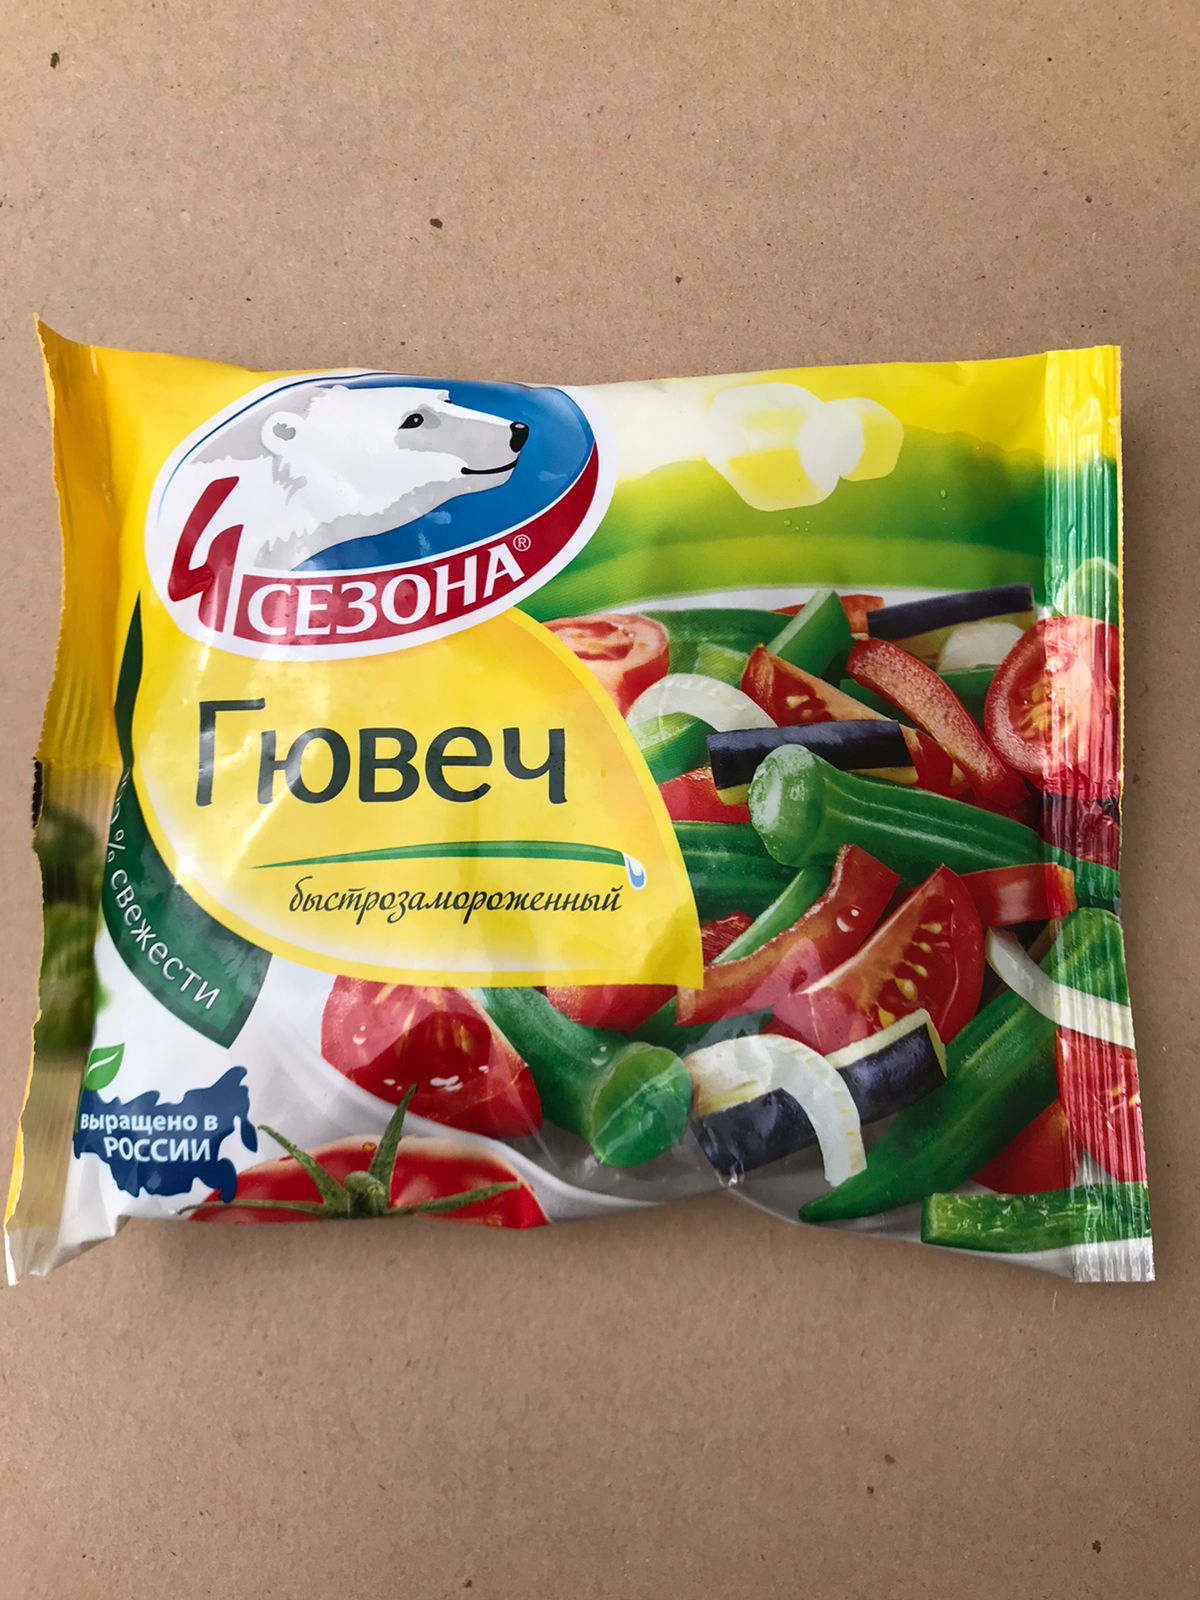 4
СЕЗОНА®
Гювеч
быстрозамороженный
% свежести
выращено в
РОССИИ